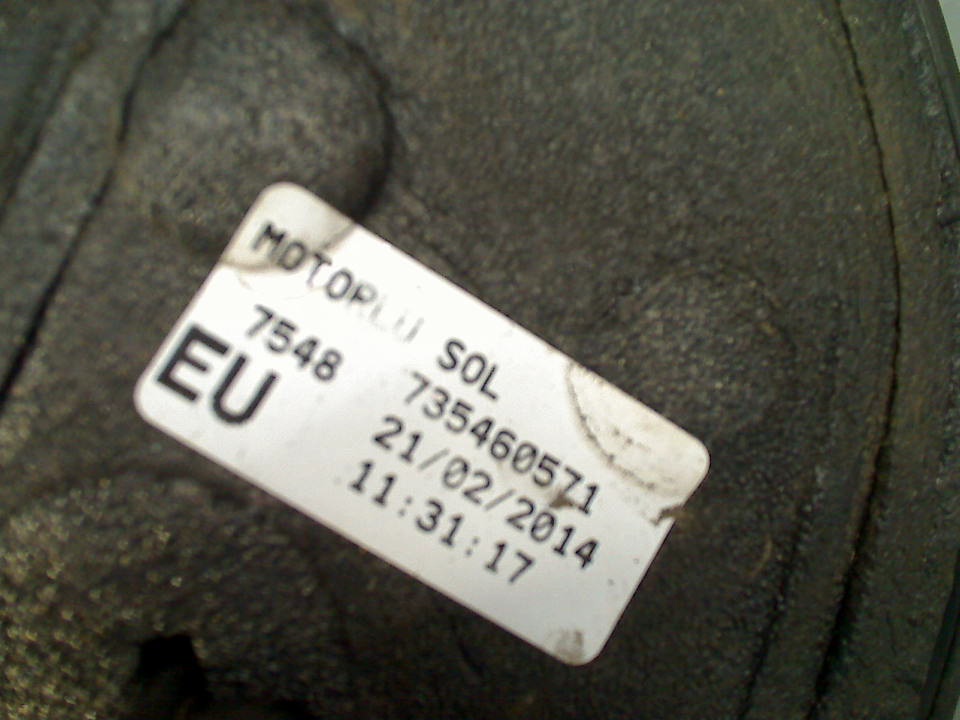 MOTORLU SOL
7548 735460571
EU 21/02/2014
11:31:17